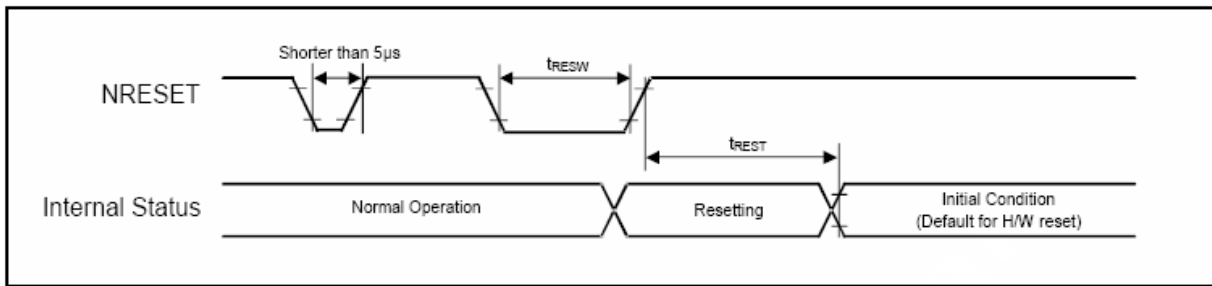 Shorter than 5µs
tRESW
NRESET
tREST
Internal Status
Normal Operation
Resetting
Initial Condition
(Default for H/W reset)